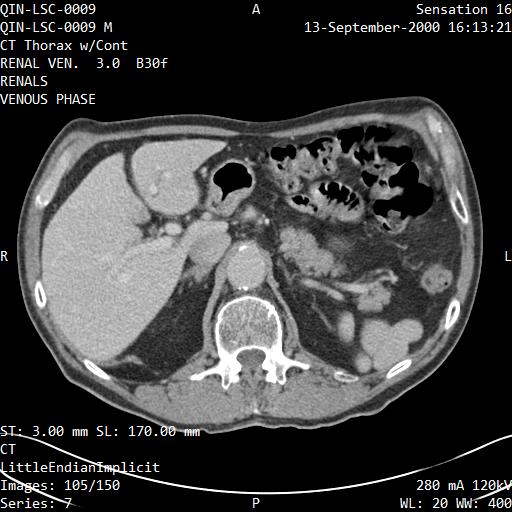 QIN-LSC-0009
A
Sensation 16
QIN-LSC-0009 M
13-September-2000 16:13:21
CT Thorax w/Cont
RENAL VEN.  3.0  B30f
RENALS
VENOUS PHASE
R
L
ST: 3.00 mm SL: 170.00 mm
CT
LittleEndianImplicit
Images: 105/150
280 mA 120kV
Series: 7
P
WL: 20 WW: 400